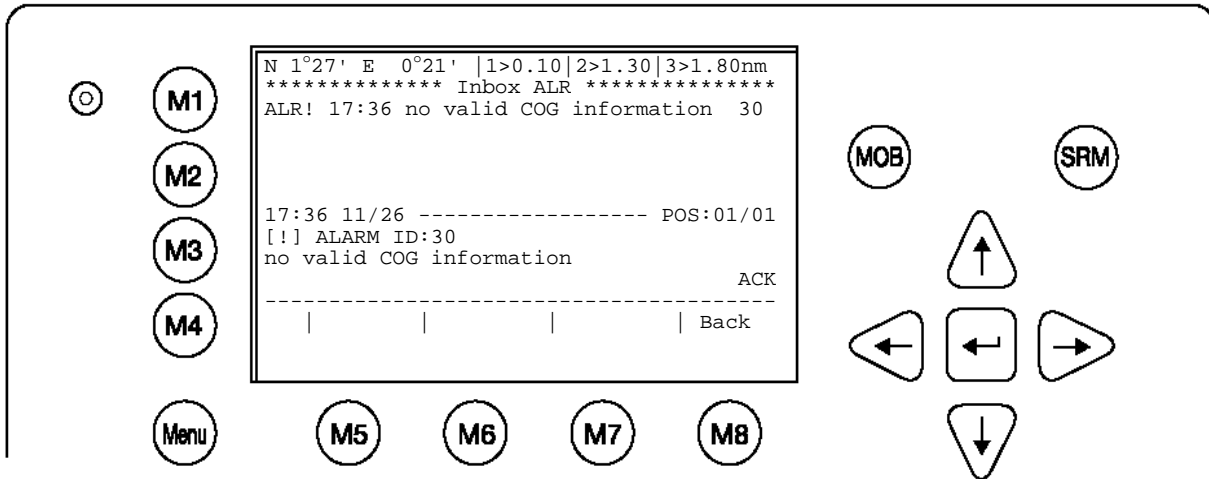 N 1°27' E 0°21' |1>0.10|2>1.30|3>1.80nm
************** Inbox ALR ***************
ALR! 17:36 no valid COG information 30
17:36 11/26 ------------------ POS:01/01
[!] ALARM ID:30
no valid COG information
ACK
----------------------------------------
| | | | Back
M1
M2
M3
M4
Menu
M5
M6
M7
M8
MOB
SRM